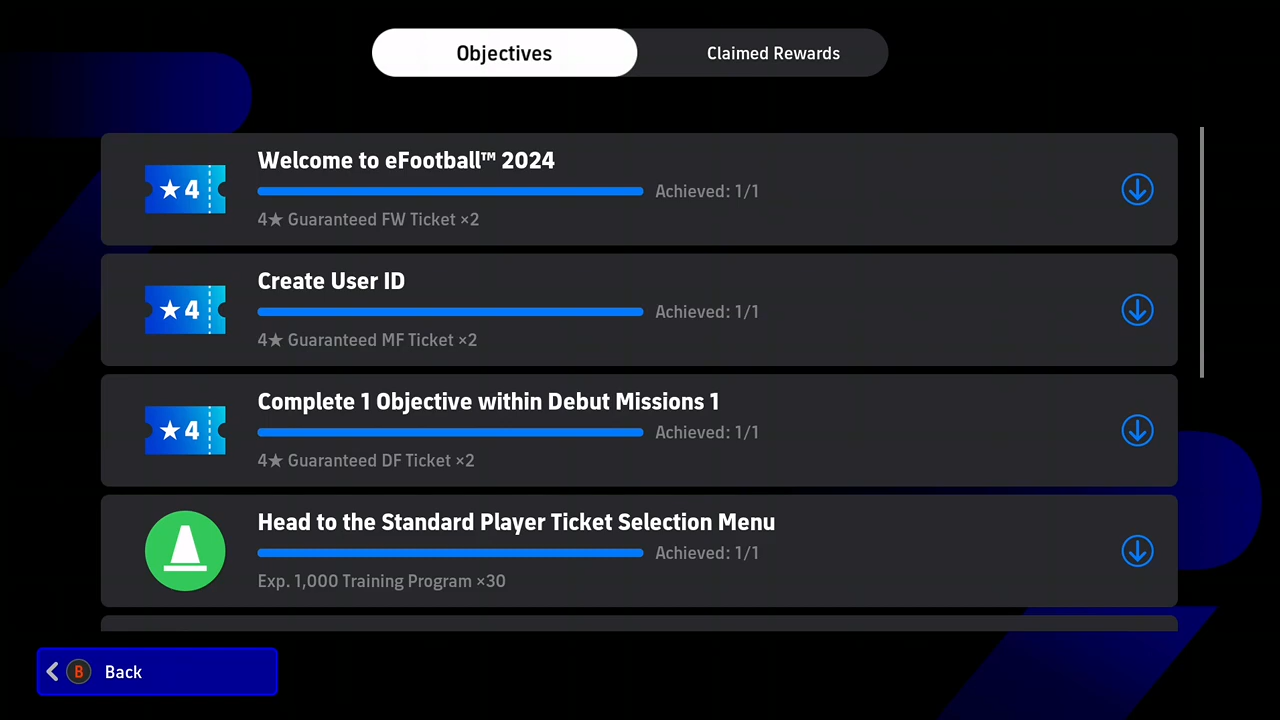 Objectives
Claimed Rewards
★ 4
Welcome to eFootball™ 2024
Achieved: 1/1
4★ Guaranteed FW Ticket ×2
★ 4
Create User ID
Achieved: 1/1
4★ Guaranteed MF Ticket ×2
★ 4
Complete 1 Objective within Debut Missions 1
Achieved: 1/1
4★ Guaranteed DF Ticket ×2
Head to the Standard Player Ticket Selection Menu
Achieved: 1/1
Exp. 1,000 Training Program ×30
B Back